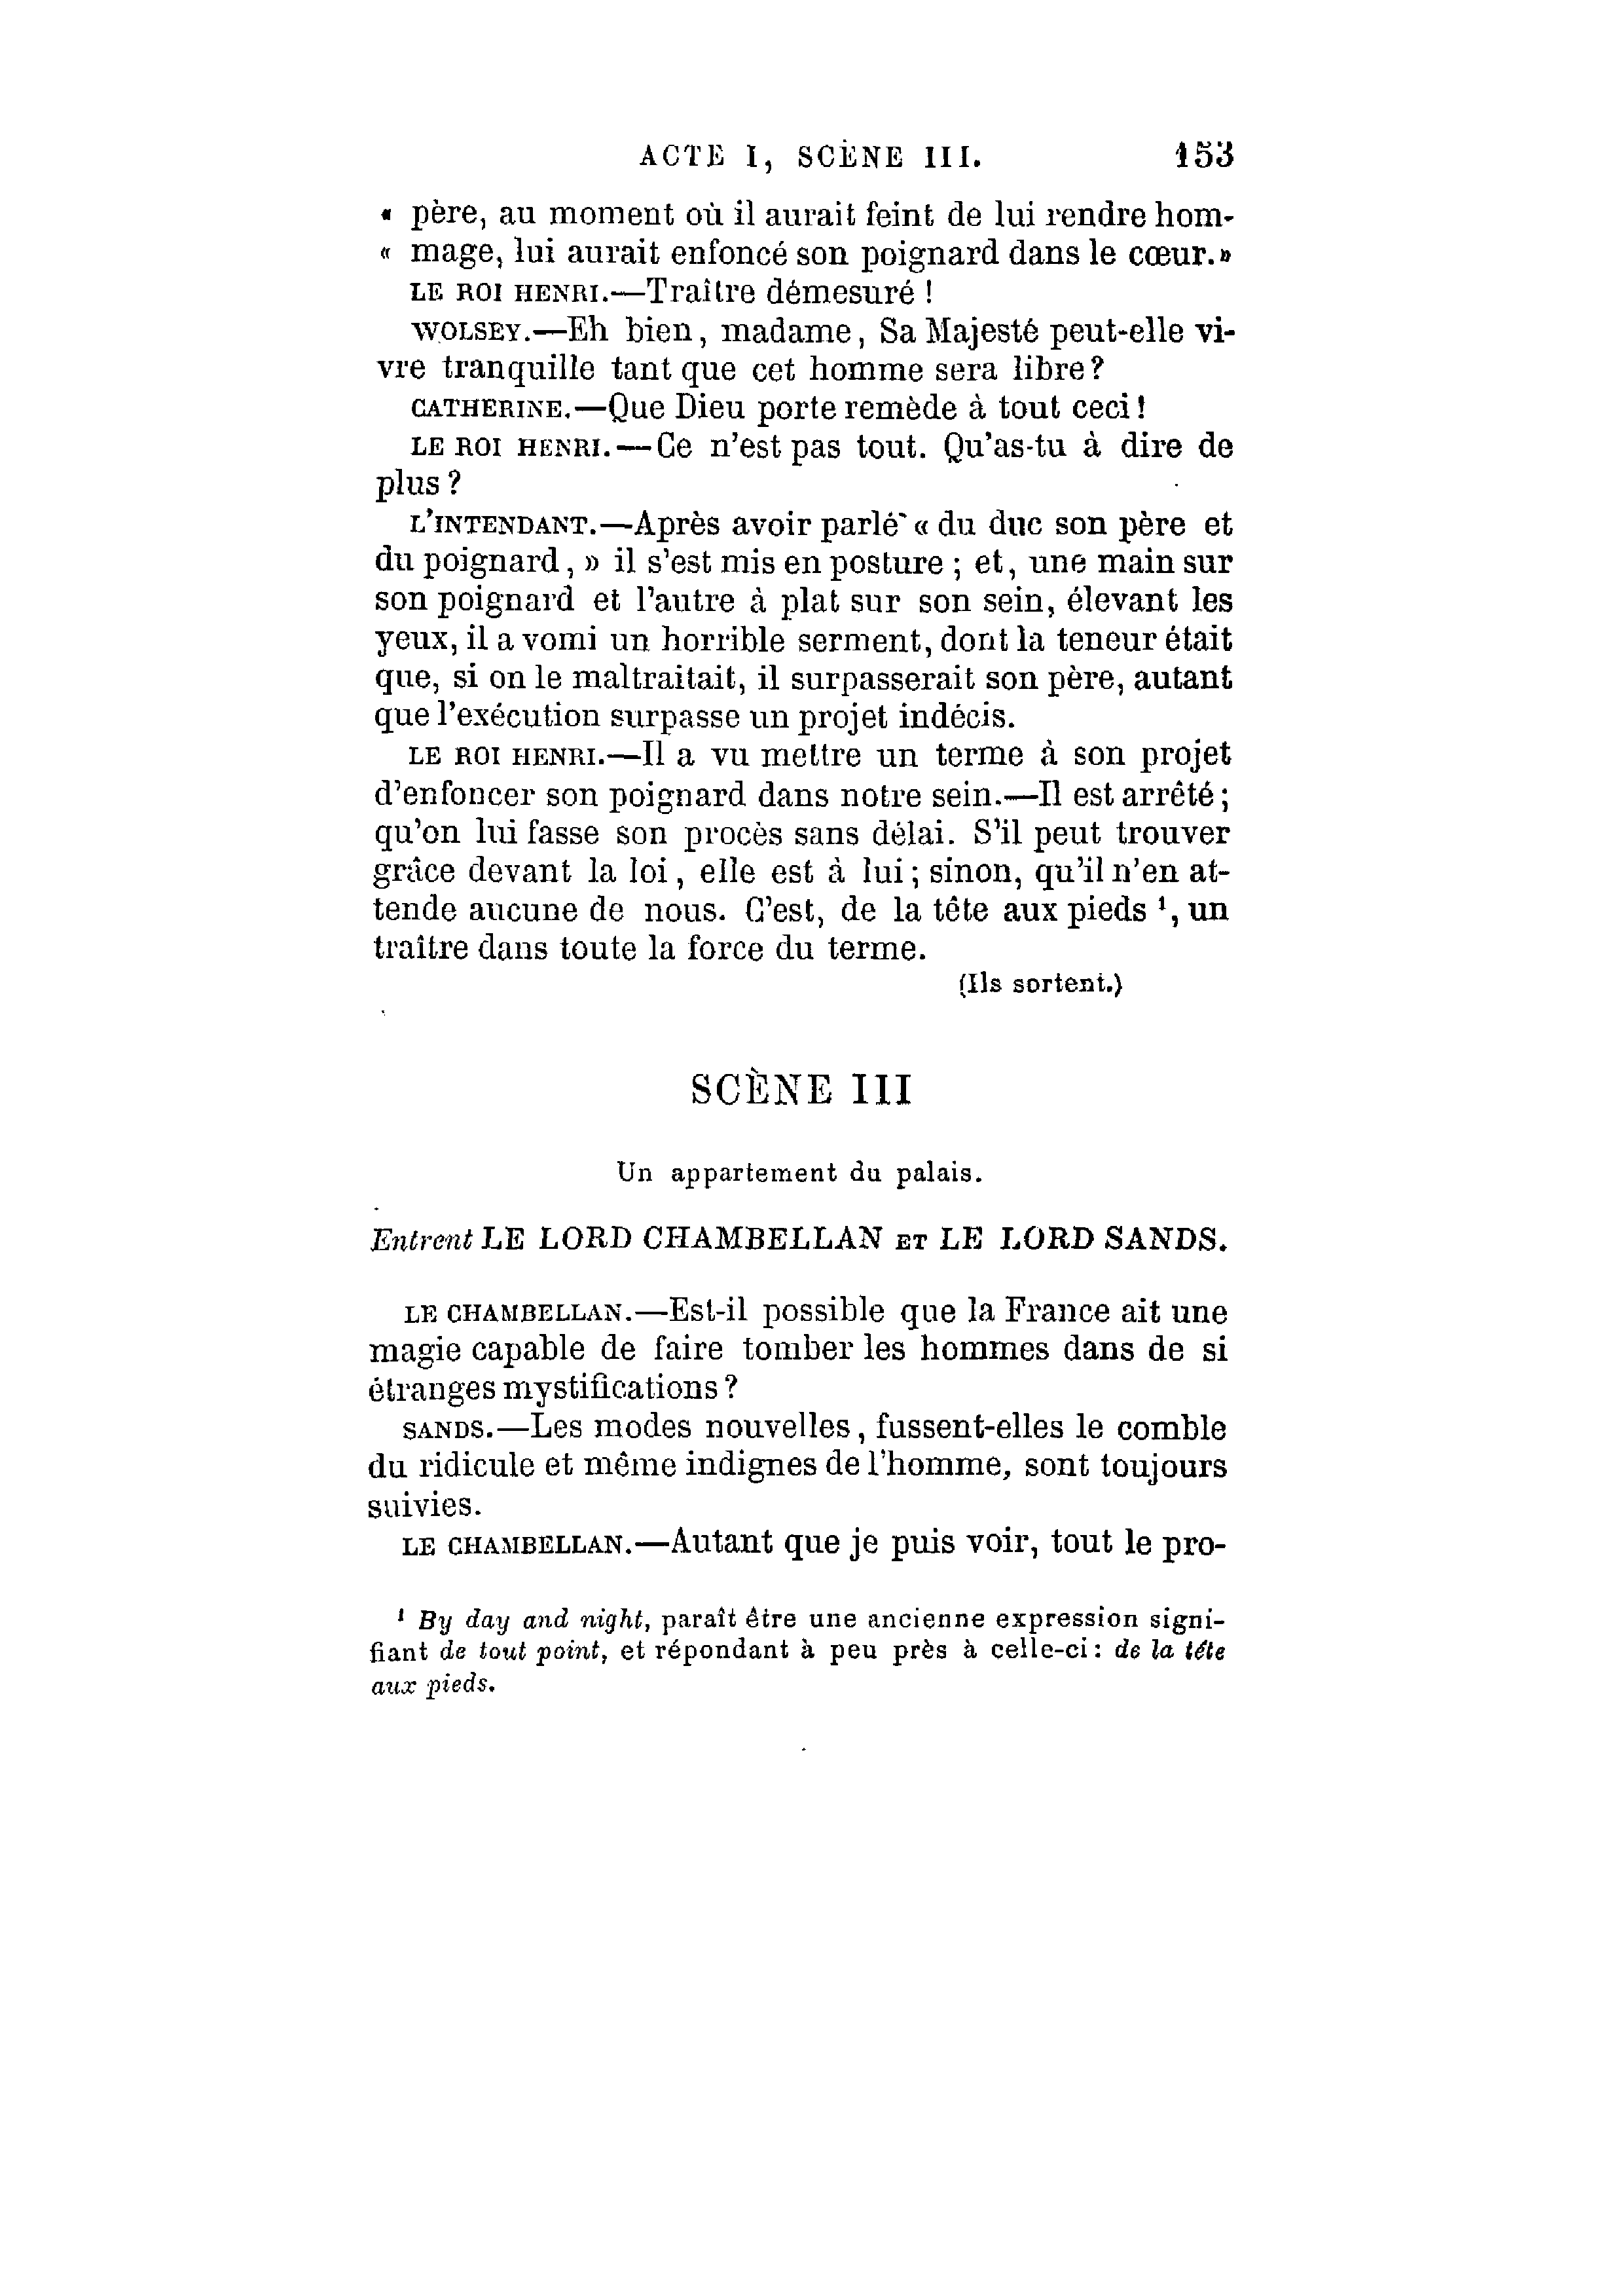 ACTE I, SCÈNE III. 153
« père, au moment où il aurait feint de lui rendre hom-
« mage, lui aurait enfoncé son poignard dans le cœur.»
LE ROI HENRI.—Traître démesuré !
WOLSEY.—Eh bien, madame, Sa Majesté peut-elle vi-
vre tranquille tant que cet homme sera libre?
CATHERINE.—Que Dieu porte remède à tout ceci!
LE ROI HENRI.—Ce n'est pas tout. Qu'as-tu à dire de
plus?
L'INTENDANT.—Après avoir parlé « du duc son père et
du poignard, » il s'est mis en posture ; et, une main sur
son poignard et l'autre à plat sur son sein, élevant les
yeux, il a vomi un horrible serment, dont la teneur était
que, si on le maltraitait, il surpasserait son père, autant
que l'exécution surpasse un projet indécis.
LE ROI HENRI.—Il a vu mettre un terme à son projet
d'enfoncer son poignard dans notre sein.—Il est arrêté ;
qu'on lui fasse son procès sans délai. S'il peut trouver
grâce devant la loi, elle est à lui ; sinon, qu'il n'en at-
tende aucune de nous. C'est, de la tête aux pieds ¹, un
traître dans toute la force du terme.
(Ils sortent.)
SCÈNE III
Un appartement du palais.
Entrent LE LORD CHAMBELLAN ET LE LORD SANDS.
LE CHAMBELLAN.—Est-il possible que la France ait une
magie capable de faire tomber les hommes dans de si
étranges mystifications ?
SANDS.—Les modes nouvelles, fussent-elles le comble
du ridicule et même indignes de l'homme, sont toujours
suivies.
LE CHAMBELLAN.—Autant que je puis voir, tout le pro-
¹ By day and night, paraît être une ancienne expression signi-
fiant de tout point, et répondant à peu près à celle-ci : de la tête
aux pieds.